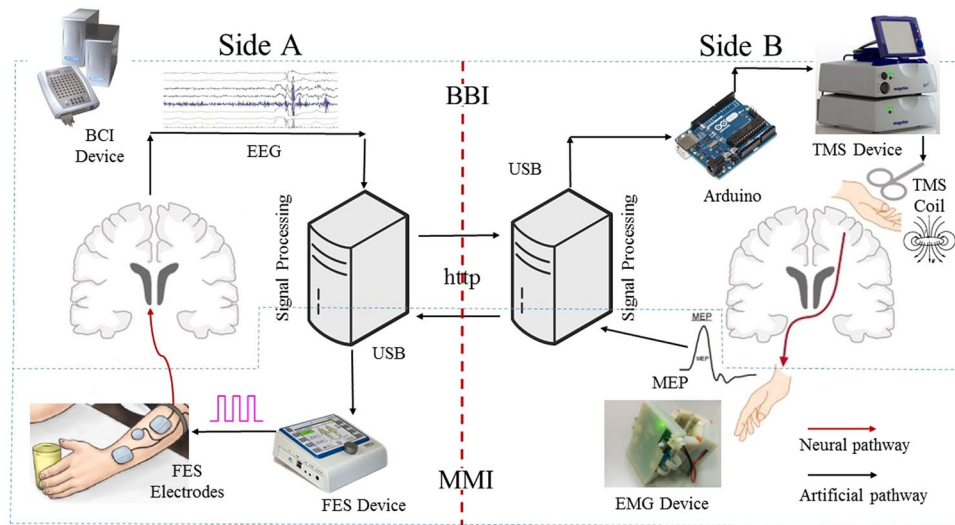 Side A
Side B
BBI
BCI
Device
EEG
USB
Arduino
TMS Device
TMS
Coil
Signal Processing
http
Signal Processing
USB
MEP
MEP
MEP
FES
Electrodes
FES Device
MMI
EMG Device
Neural pathway
Artificial pathway